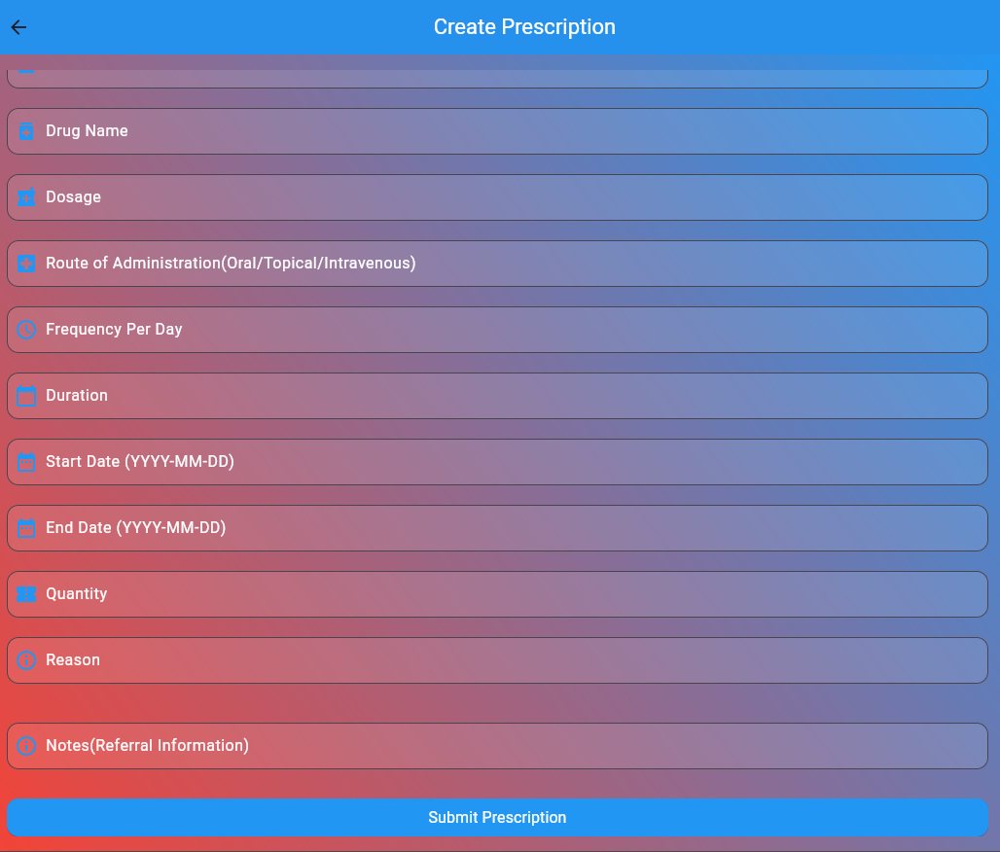 Create Prescription
Drug Name
Dosage
Route of Administration(Oral/Topical/Intravenous)
Frequency Per Day
Duration
Start Date (YYYY-MM-DD)
End Date (YYYY-MM-DD)
Quantity
Reason
Notes(Referral Information)
Submit Prescription